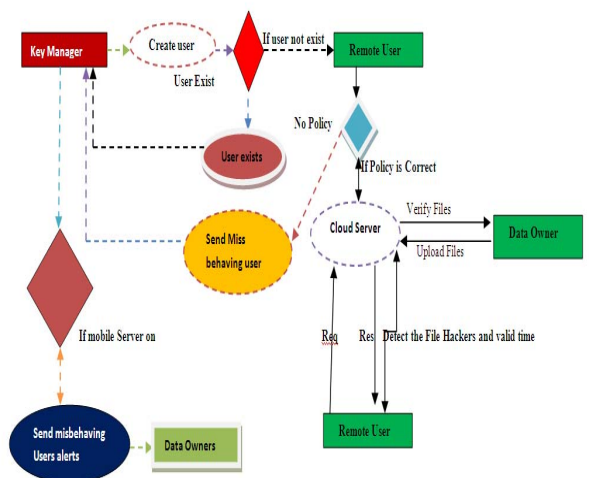 Key Manager
Create user
If user not exist
Remote User
User Exist
No Policy
User exists
If Policy is Correct
Verify Files
Cloud Server
Data Owner
Send Miss
behaving user
Upload Files
If mobile Server on
Req
Res
Detect the File Hackers and valid time
Remote User
Send misbehaving
Users alerts
Data Owners